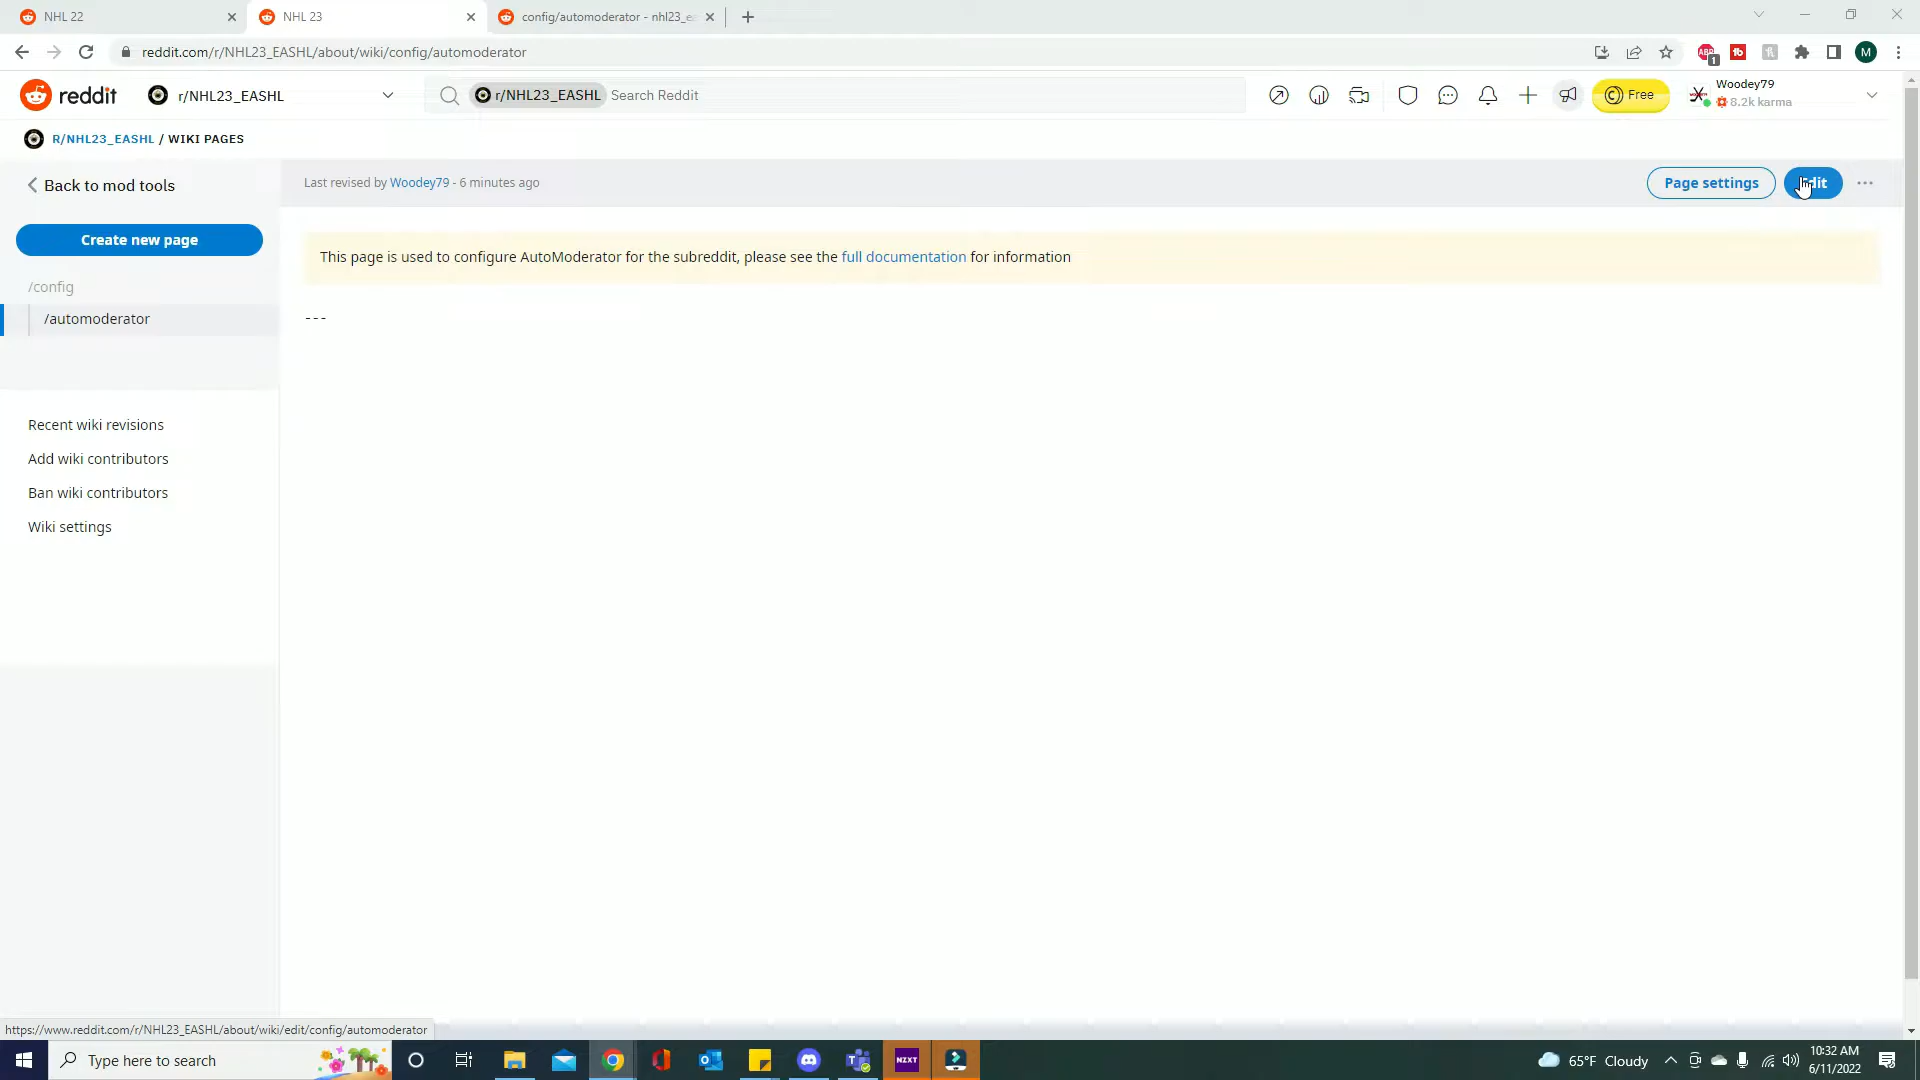 NHL 22
NHL 23
config/automoderator - nhl23_ea
reddit.com/r/NHL23_EASHL/about/wiki/config/automoderator
ABP
1
fb
M
reddit
r/NHL23_EASHL
r/NHL23_EASHL Search Reddit
Free
Woodey79
8.2k karma
R/NHL23_EASHL / WIKI PAGES
Back to mod tools
Last revised by Woodey79 - 6 minutes ago
Page settings
Edit
Create new page
This page is used to configure AutoModerator for the subreddit, please see the full documentation for information
/config
/automoderator
---
Recent wiki revisions
Add wiki contributors
Ban wiki contributors
Wiki settings
https://www.reddit.com/r/NHL23_EASHL/about/wiki/edit/config/automoderator
Type here to search
NZXT
65°F Cloudy
10:32 AM
6/11/2022